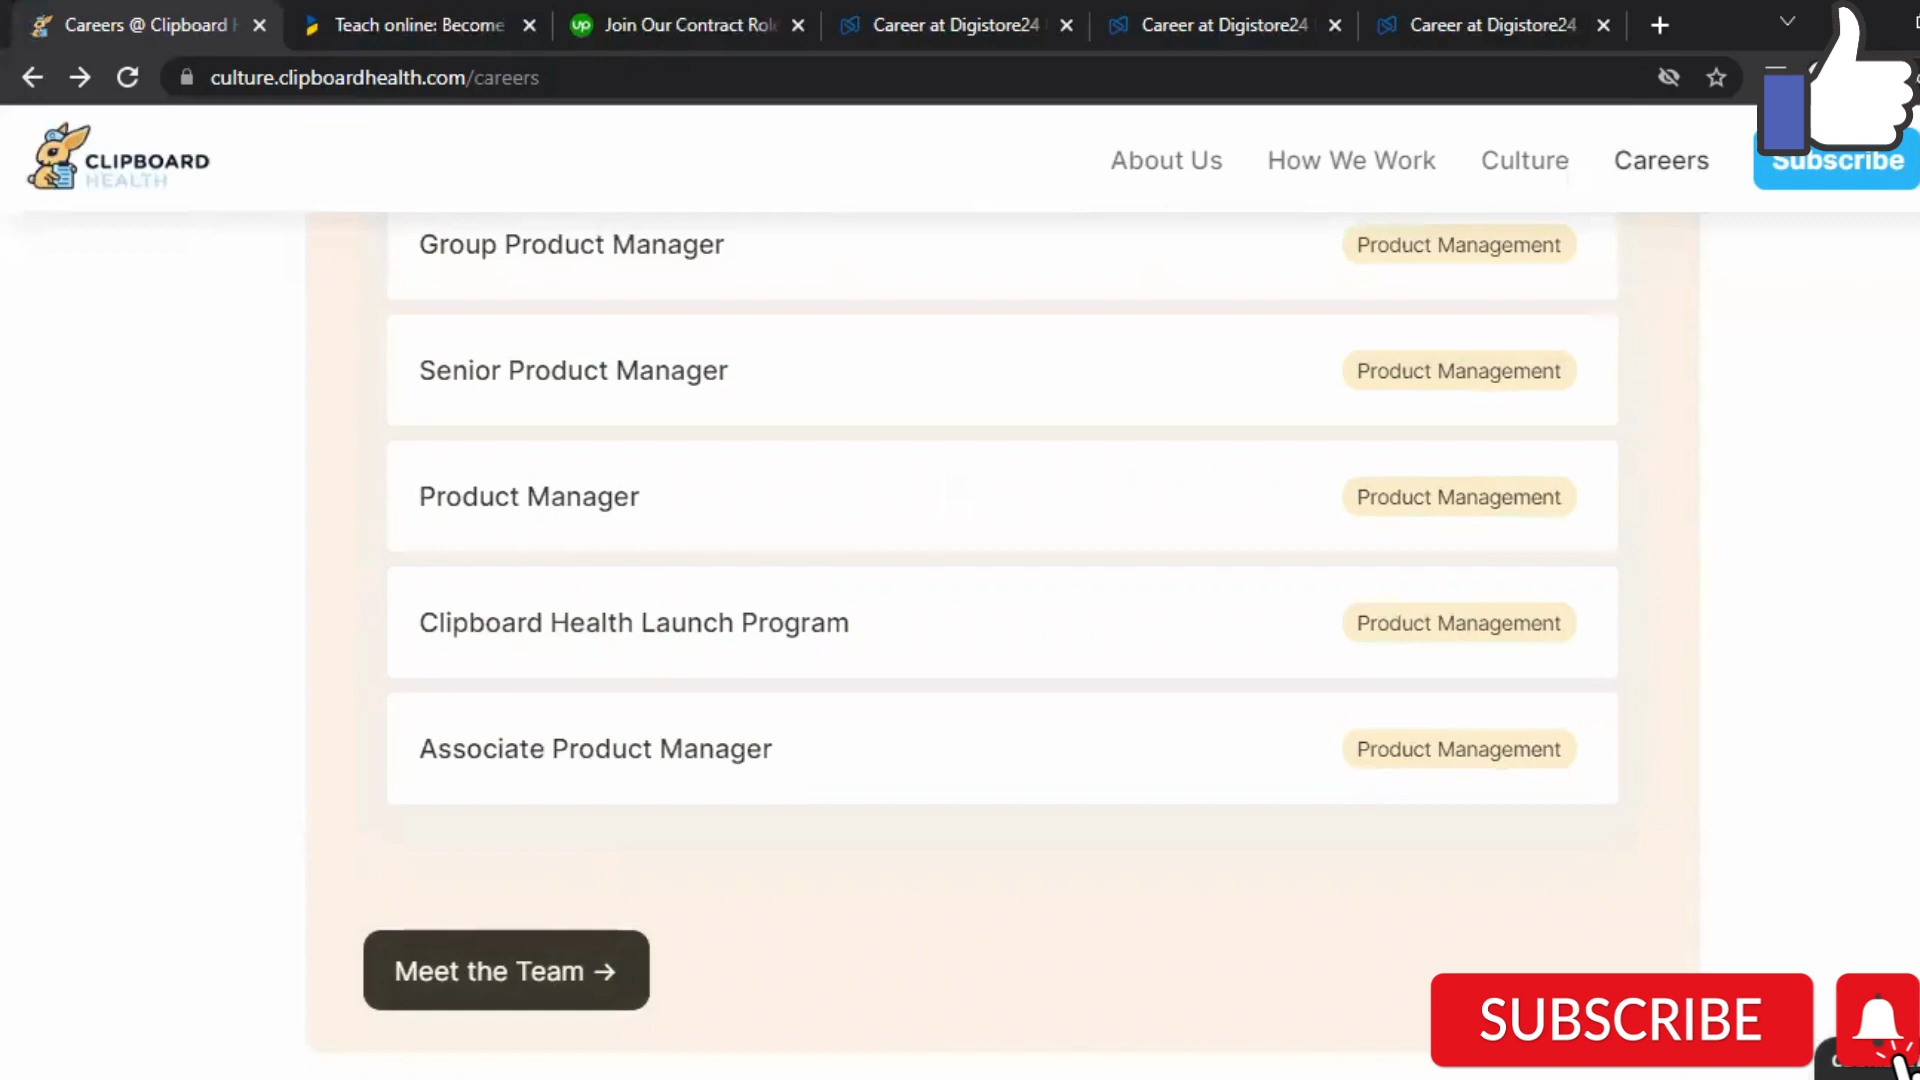 Careers @ Clipboard H
Teach online: Become
up
Join Our Contract Role
Career at Digistore24
Career at Digistore24
Career at Digistore24
culture.clipboardhealth.com/careers
CLIPBOARD
HEALTH
About Us
How We Work
Culture
Careers
Subscribe
Group Product Manager
Product Management
Senior Product Manager
Product Management
Product Manager
Product Management
Clipboard Health Launch Program
Product Management
Associate Product Manager
Product Management
Meet the Team →
SUBSCRIBE